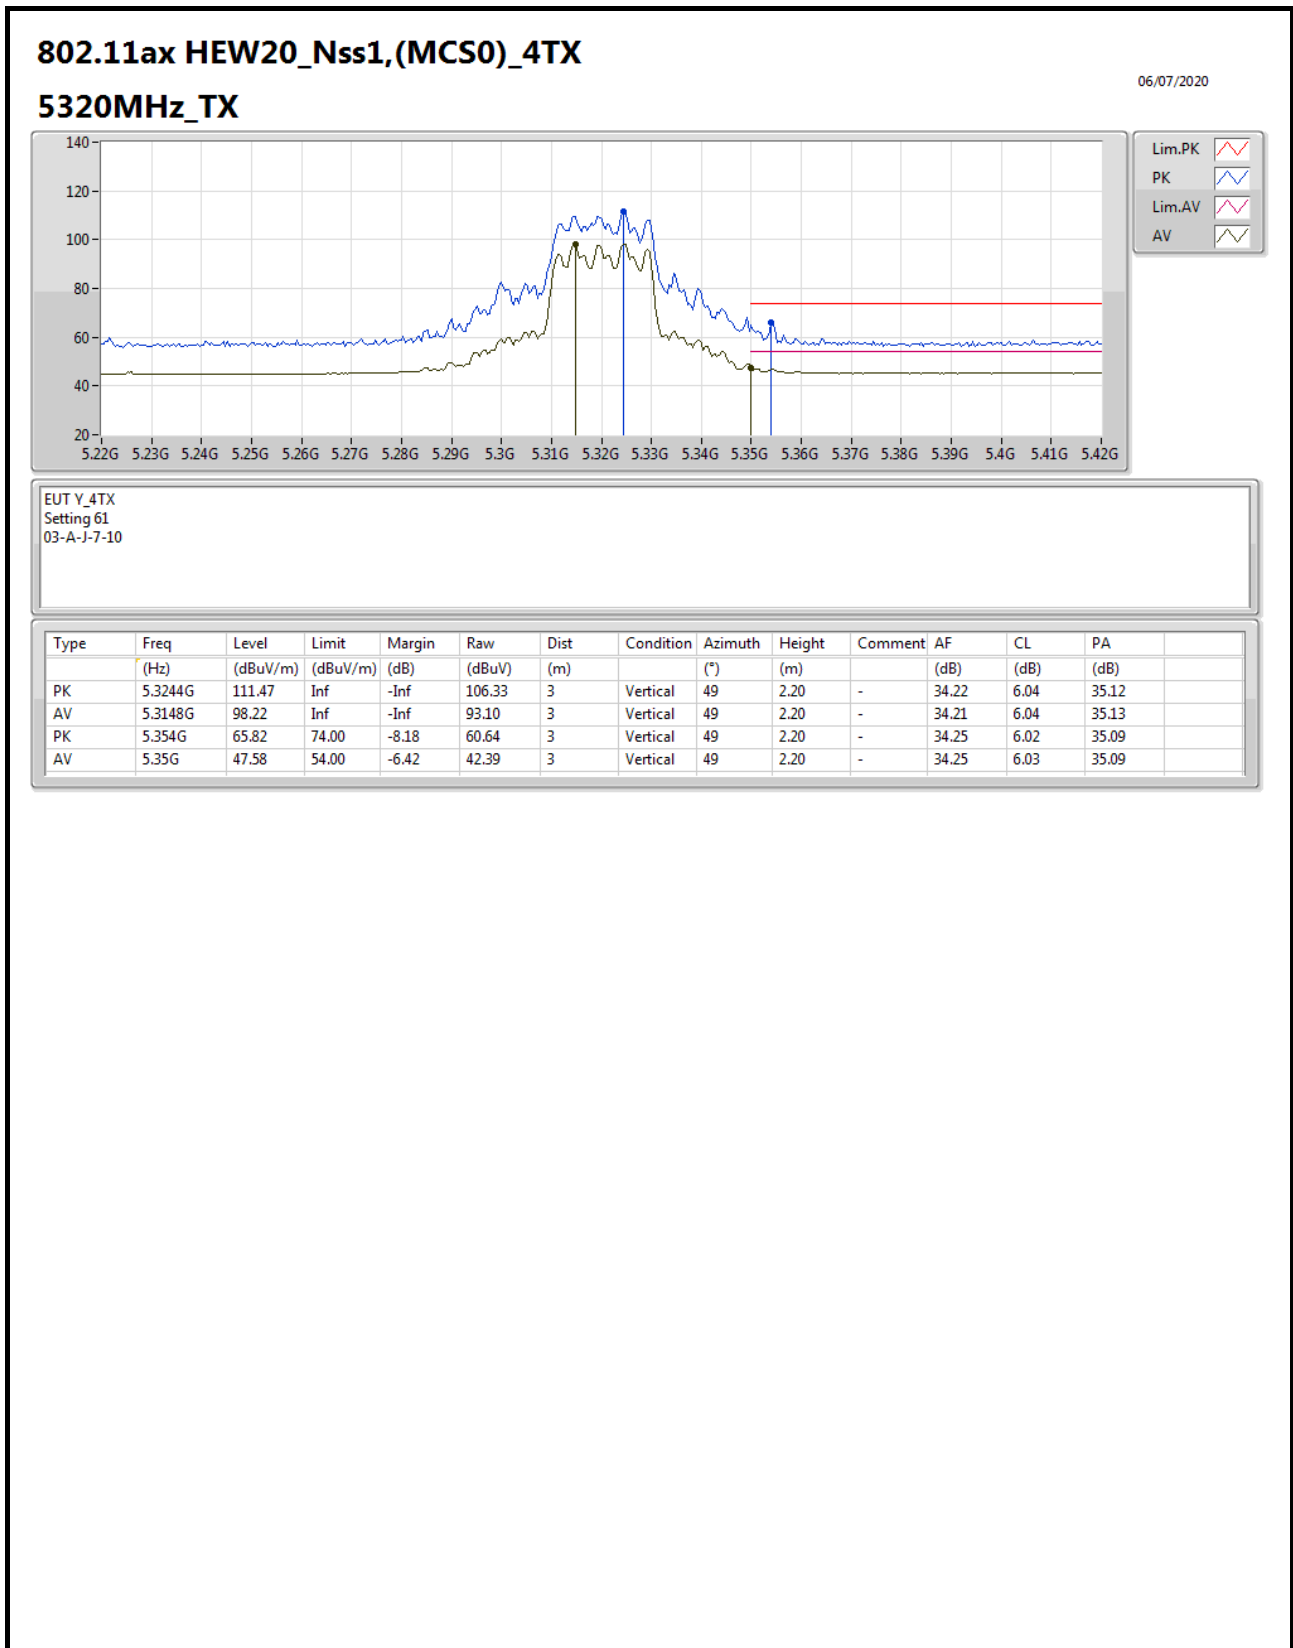 802.11ax HEW20_Nss1,(MCS0)_4TX
06/07/2020
5320MHz_TX
140
120
100
80
60
40
20
5.22G 5.23G 5.24G 5.25G 5.26G 5.27G 5.28G 5.29G 5.3G 5.31G 5.32G 5.33G 5.34G 5.35G 5.36G 5.37G 5.38G 5.39G 5.4G 5.41G 5.42G
Lim.PK
PK
Lim.AV
AV
EUT Y_4TX
Setting 61
03-A-J-7-10
Type Freq Level Limit Margin Raw Dist Condition Azimuth Height Comment AF CL PA
(Hz) (dBuV/m) (dBuV/m) (dB) (dBuV) (m) (°) (m) (dB) (dB) (dB)
PK 5.3244G 111.47 Inf -Inf 106.33 3 Vertical 49 2.20 - 34.22 6.04 35.12
AV 5.3148G 98.22 Inf -Inf 93.10 3 Vertical 49 2.20 - 34.21 6.04 35.13
PK 5.354G 65.82 74.00 -8.18 60.64 3 Vertical 49 2.20 - 34.25 6.02 35.09
AV 5.35G 47.58 54.00 -6.42 42.39 3 Vertical 49 2.20 - 34.25 6.03 35.09